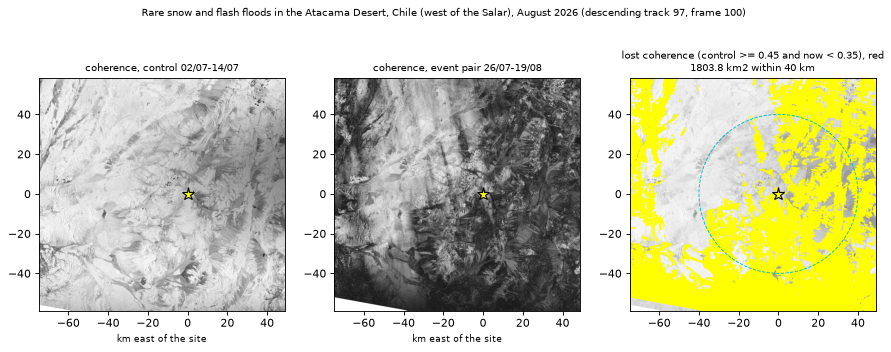 Rare snow and flash floods in the Atacama Desert, Chile (west of the Salar), August 2026 (descending track 97, frame 100)
coherence, control 02/07-14/07
coherence, event pair 26/07-19/08
lost coherence (control >= 0.45 and now < 0.35), red
1803.8 km2 within 40 km
40
20
0
−20
−40
−60 −40 −20 0 20 40
km east of the site
40
20
0
−20
−40
−60 −40 −20 0 20 40
km east of the site
40
20
0
−20
−40
−60 −40 −20 0 20 40